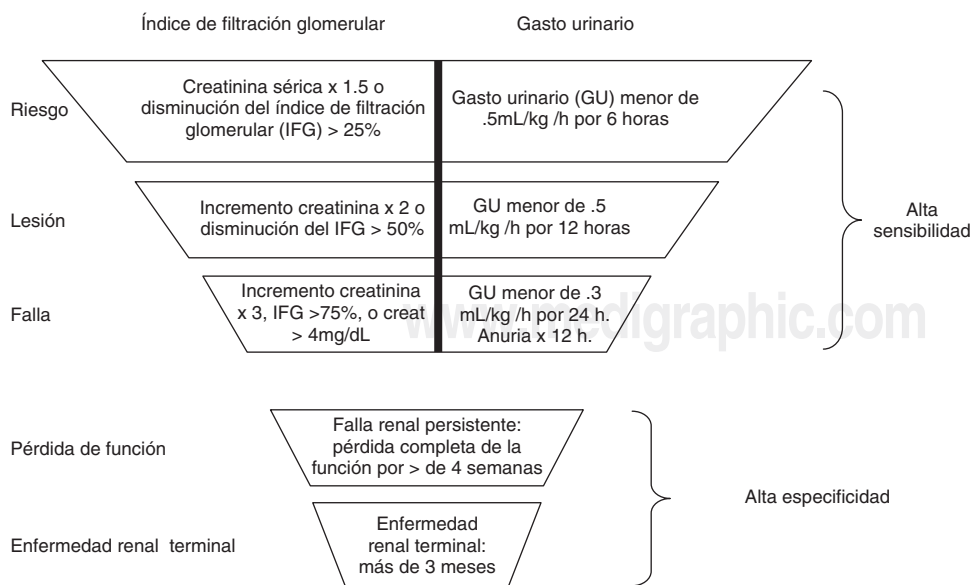 Índice de filtración glomerular
Gasto urinario
Riesgo
Creatinina sérica x 1.5 o
disminución del índice de filtración
glomerular (IFG) > 25%
Gasto urinario (GU) menor de
.5mL/kg /h por 6 horas
Lesión
Incremento creatinina x 2 o
disminución del IFG > 50%
GU menor de .5
mL/kg /h por 12 horas
Alta
sensibilidad
Falla
Incremento creatinina
x 3, IFG >75%, o creat
> 4mg/dL
GU menor de .3
mL/kg /h por 24 h.
Anuria x 12 h.
www.medigraphic.com
Pérdida de función
Falla renal persistente:
pérdida completa de la
función por > de 4 semanas
Alta especificidad
Enfermedad renal terminal
Enfermedad
renal terminal:
más de 3 meses